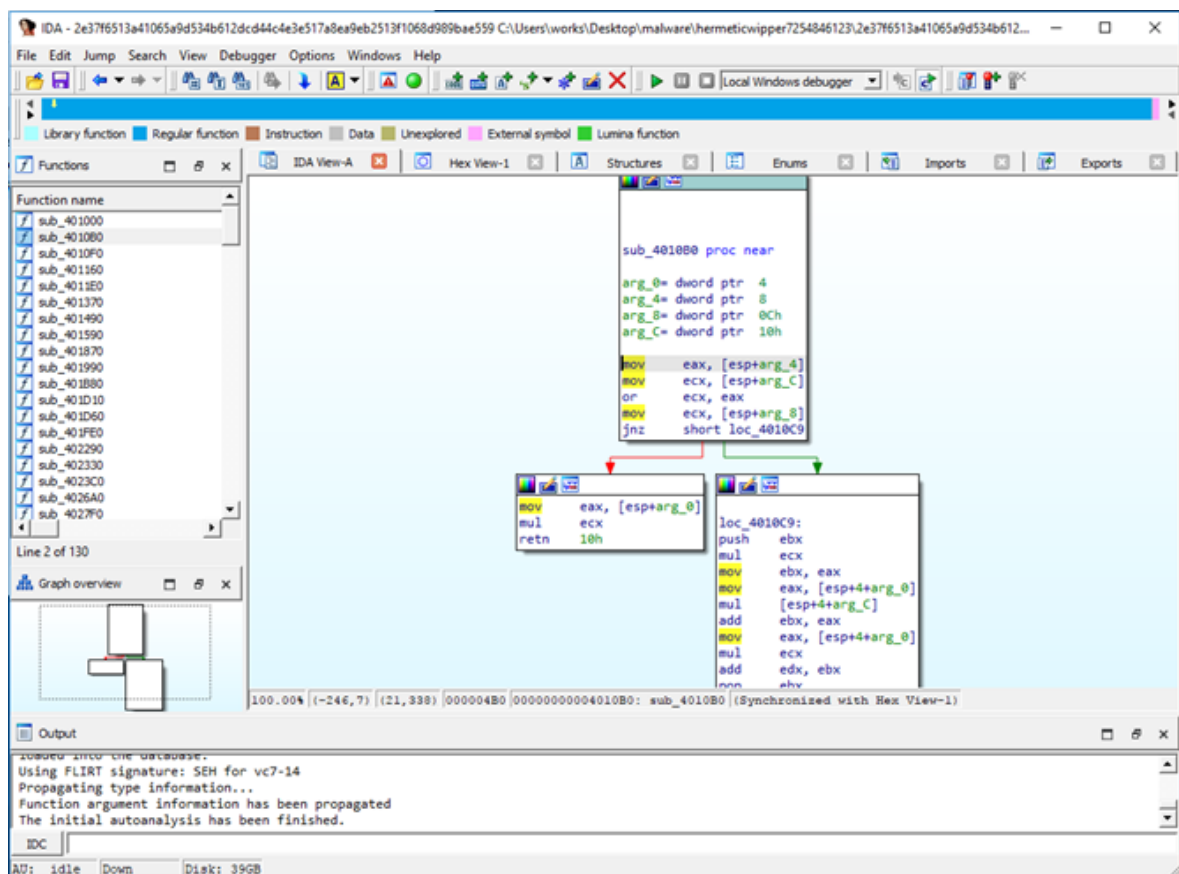 IDA - 2e37f6513a41065a9d534b612dcd44c4e3e517a8ea9eb2513f1068d989bae559 C:\Users\works\Desktop\malware\hermeticwiper7254846123\2e37f6513a41065a9d534b612...
File Edit Jump Search View Debugger Options Windows Help
Local Windows debugger
Library function Regular function Instruction Data Unexplored External symbol Lumina function
Functions
IDA View-A Hex View-1 Structures Enums Imports Exports
Function name
sub_401000
sub_4010B0
sub_4010F0
sub_401160
sub_4011E0
sub_401370
sub_401490
sub_401590
sub_401870
sub_401990
sub_401B80
sub_401D10
sub_401D60
sub_401FE0
sub_402290
sub_402330
sub_4023C0
sub_4026A0
sub_4027F0
Line 2 of 130
Graph overview
sub_4010B0 proc near
arg_0= dword ptr 4
arg_4= dword ptr 8
arg_8= dword ptr 0Ch
arg_C= dword ptr 10h
mov eax, [esp+arg_4]
mov ecx, [esp+arg_C]
or ecx, eax
mov ecx, [esp+arg_8]
jnz short loc_4010C9
mov eax, [esp+arg_0]
mul ecx
retn 10h
loc_4010C9:
push ebx
mul ecx
mov ebx, eax
mov eax, [esp+4+arg_0]
mul [esp+4+arg_C]
add ebx, eax
mov eax, [esp+4+arg_0]
mul ecx
add edx, ebx
pop ebx
100.00% (-246,7) (21,338) 000004B0 00000000004010B0: sub_4010B0 (Synchronized with Hex View-1)
Output
loaded into the database.
Using FLIRT signature: SEH for vc7-14
Propagating type information...
Function argument information has been propagated
The initial autoanalysis has been finished.
IDC
AU: idle Down Disk: 39GB